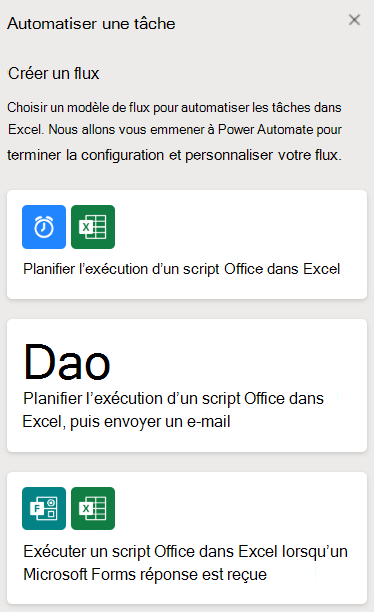 Automatiser une tâche
Créer un flux
Choisir un modèle de flux pour automatiser les tâches dans
Excel. Nous allons vous emmener à Power Automate pour
terminer la configuration et personnaliser votre flux.
Planifier l’exécution d’un script Office dans Excel
Dao
Planifier l’exécution d’un script Office dans
Excel, puis envoyer un e-mail
Exécuter un script Office dans Excel lorsqu’un
Microsoft Forms réponse est reçue